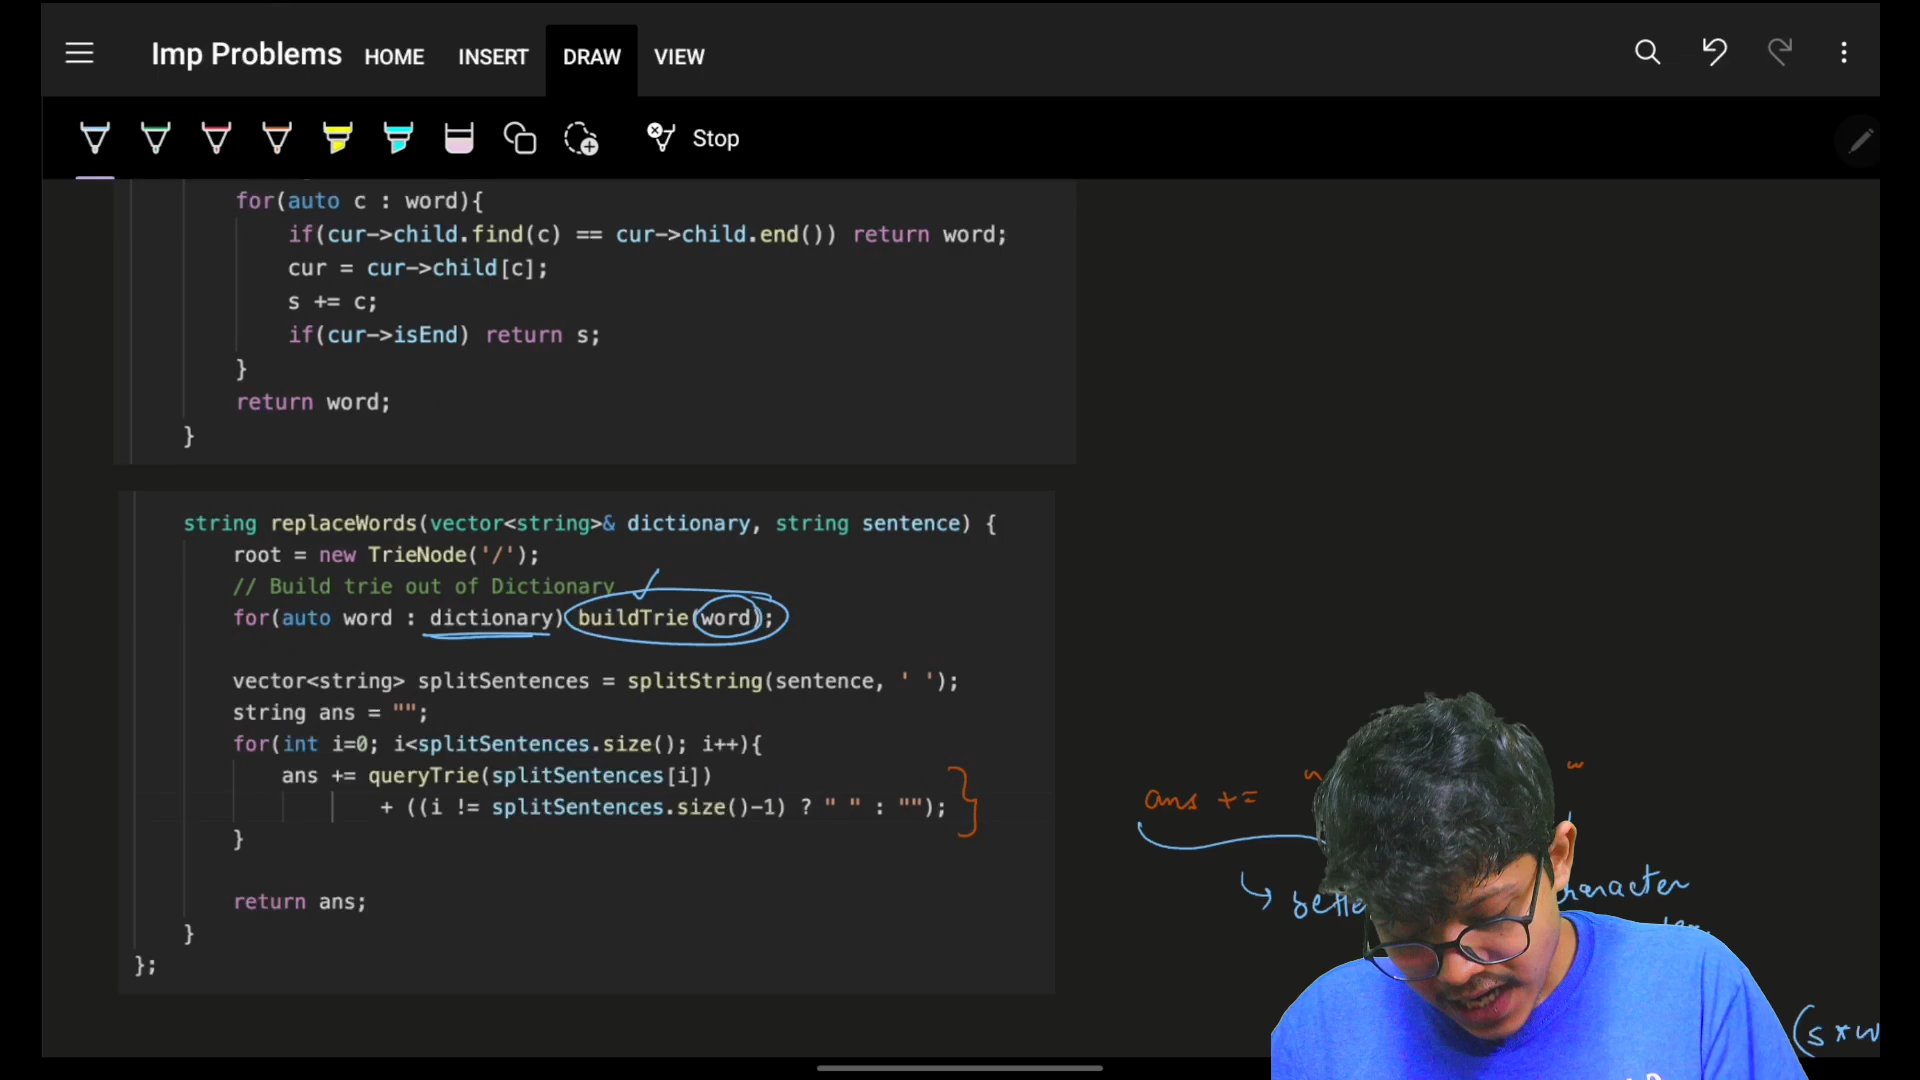 Imp Problems HOME INSERT DRAW VIEW
Stop
for(auto c : word){
if(cur->child.find(c) == cur->child.end()) return word;
cur = cur->child[c];
s += c;
if(cur->isEnd) return s;
}
return word;
}
string replaceWords(vector<string>& dictionary, string sentence) {
root = new TrieNode('/');
// Build trie out of Dictionary
for(auto word : dictionary) buildTrie(word);
vector<string> splitSentences = splitString(sentence, ' ');
string ans = "";
for(int i=0; i<splitSentences.size(); i++){
ans += queryTrie(splitSentences[i])
+ ((i != splitSentences.size()-1) ? " " : "");
}
return ans;
}
};
ans +=
(s*w